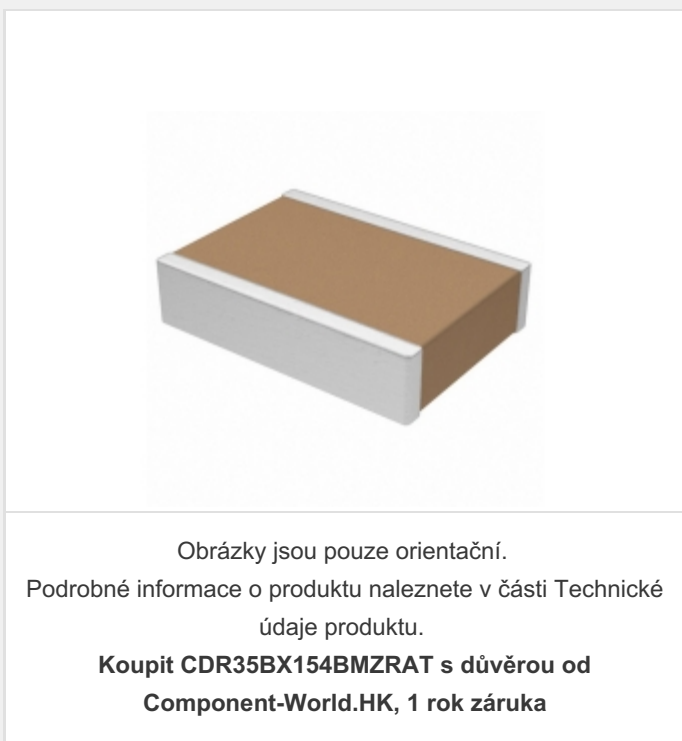 Obrázky jsou pouze orientační.
Podrobné informace o produktu naleznete v části Technické
údaje produktu.
Koupit CDR35BX154BMZRAT s důvěrou od
Component-World.HK, 1 rok záruka